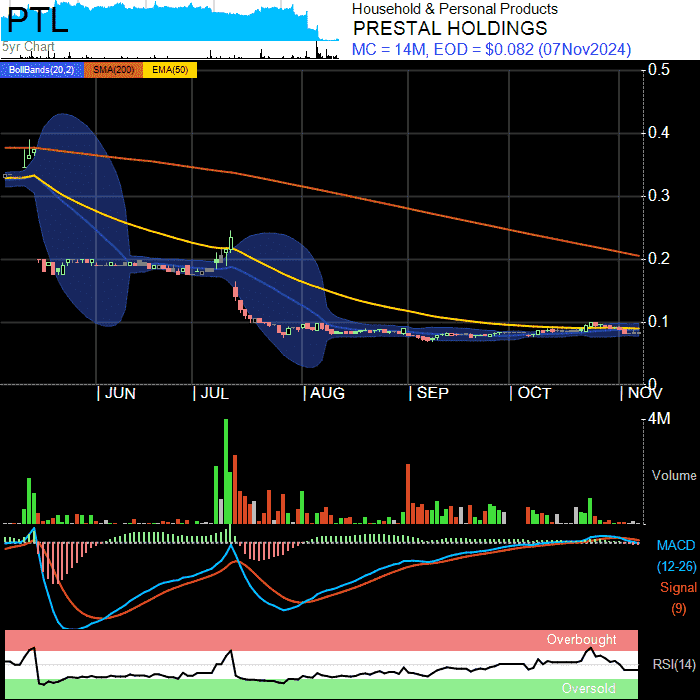 PTL
5yr Chart
Household & Personal Products
PRESTAL HOLDINGS
MC = 14M, EOD = $0.082 (07Nov2024)
BollBands(20,2) SMA(200) EMA(50)
0.5
0.4
0.3
0.2
0.1
0
JUN JUL AUG SEP OCT NOV
4M
Volume
MACD
(12-26)
Signal
(9)
Overbought
RSI(14)
Oversold